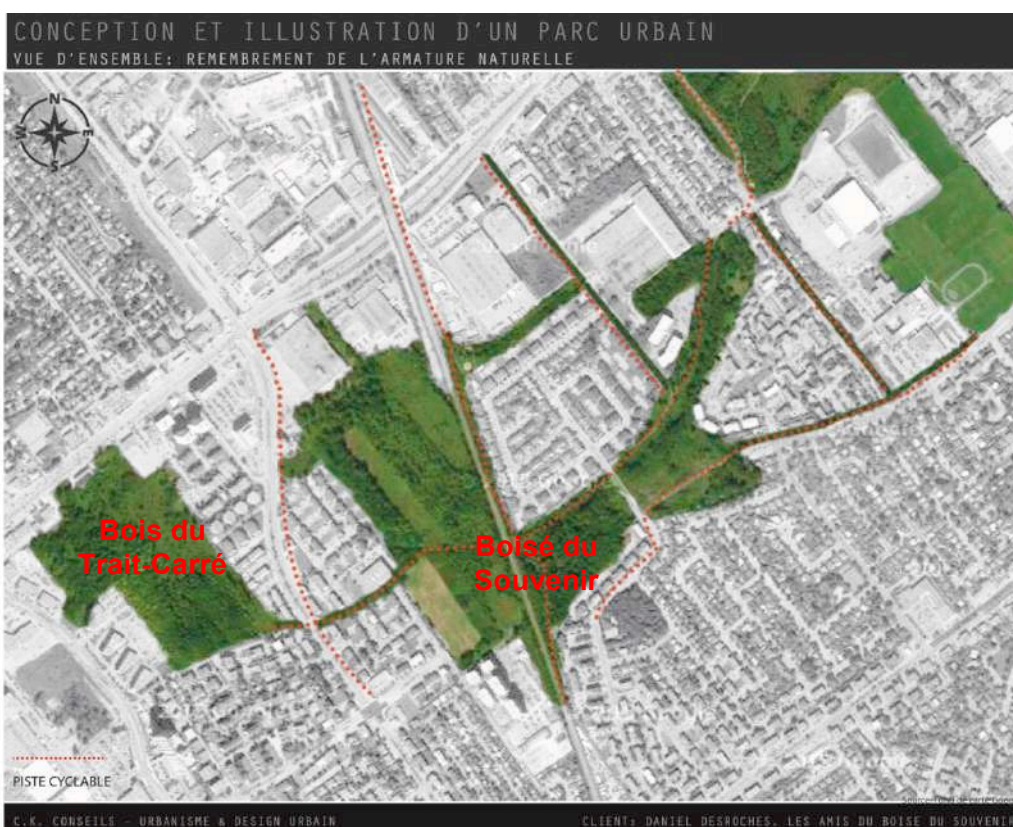 CONCEPTION ET ILLUSTRATION D'UN PARC URBAIN
VUE D'ENSEMBLE: REMEMBREMENT DE L'ARMATURE NATURELLE
N
W E
S
Bois du
Trait-Carré
Boisé du
Souvenir
PISTE CYCLABLE
C.K. CONSEILS - URBANISME & DESIGN URBAIN
CLIENT: DANIEL DESROCHES, LES AMIS DU BOISE DU SOUVENIR